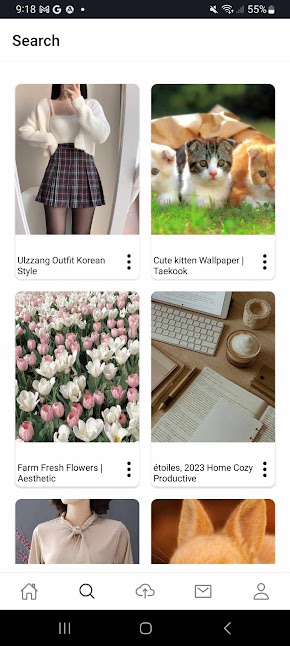 9:18
55%
Search
Ulzzang Outfit Korean
Style
Cute kitten Wallpaper |
Taekook
Farm Fresh Flowers |
Aesthetic
étoiles, 2023 Home Cozy
Productive